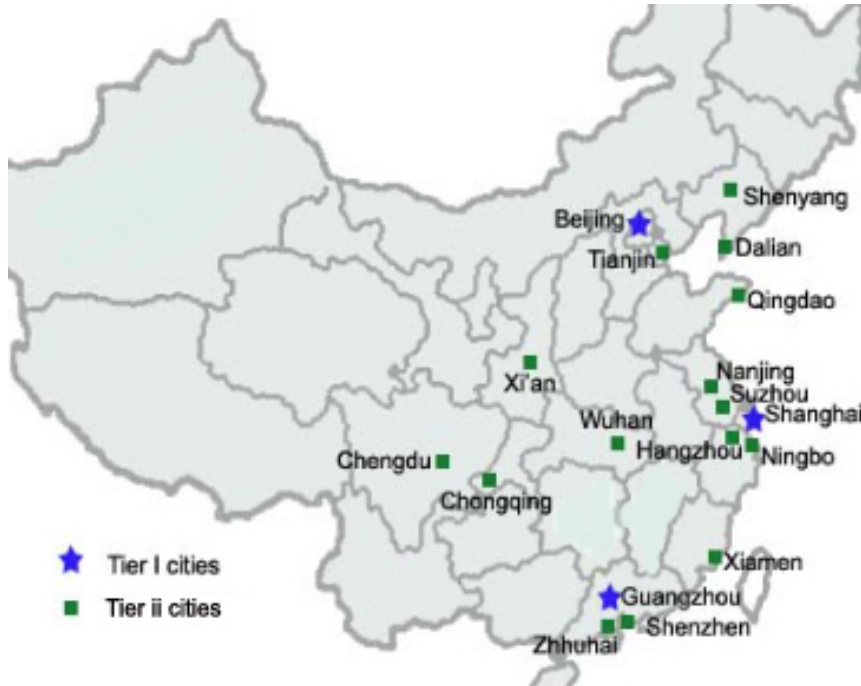 Shenyang
Beijing
Dalian
Tianjin
Qingdao
Nanjing
Xi'an
Suzhou
Shanghai
Wuhan
Hangzhou
Ningbo
Chengdu
Chongqing
Tier I cities
Xiamen
Tier ii cities
Guangzhou
Shenzhen
Zhhuhai